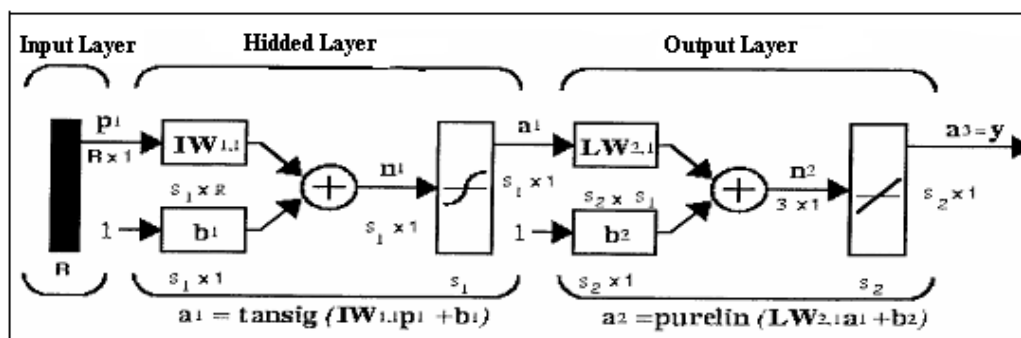 Input Layer
Hidded Layer
Output Layer
p1
R × 1
IW1,1
S1 × R
1
b1
S1 × 1
R
n1
S1 × 1
S1
a1
S1 × 1
a1 = tansig (IW1,1p1 +b1)
LW2,1
S2 × S1
1
b2
S2 × 1
n2
3 × 1
S2
a3 = y
S2 × 1
a2 =purelin (LW2,1a1 +b2)